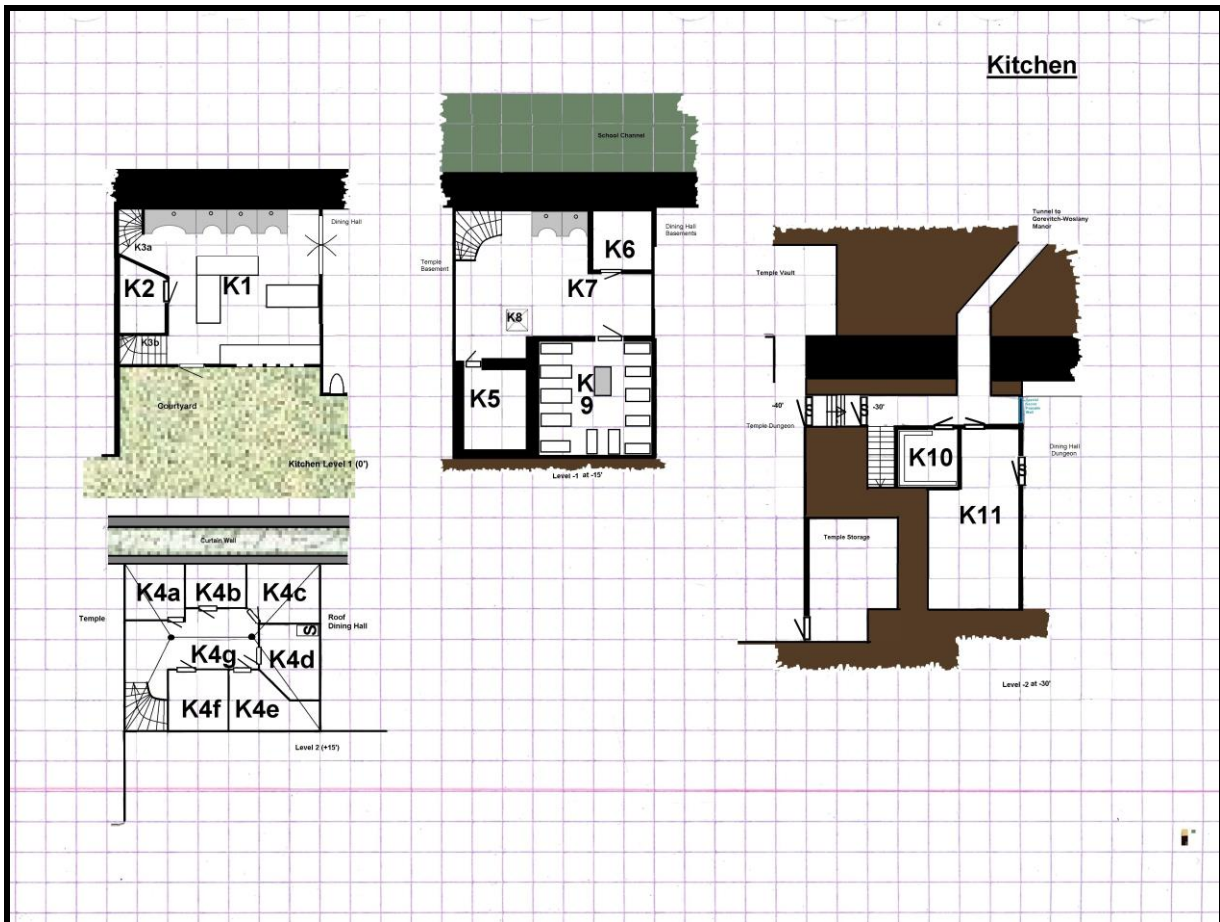 Kitchen
School Channel
Dining Hall
K3a
K2
K1
K3b
Courtyard
Kitchen Level 1 (0')
Temple
Basement
K6
Dining Hall
Basements
K7
K8
K5
K
9
Level -1 at -15'
Tunnel to
Gorevitch-Woslany
Manor
Temple Vault
-40'
S
S
-30'
Temple Dungeon
Dining Hall
Dungeon
K10
S
K11
Temple Storage
Level -2 at -30'
Curtain Wall
K4a
K4b
K4c
Temple
Roof
Dining Hall
S
K4g
K4d
K4f
K4e
Level 2 (+15')